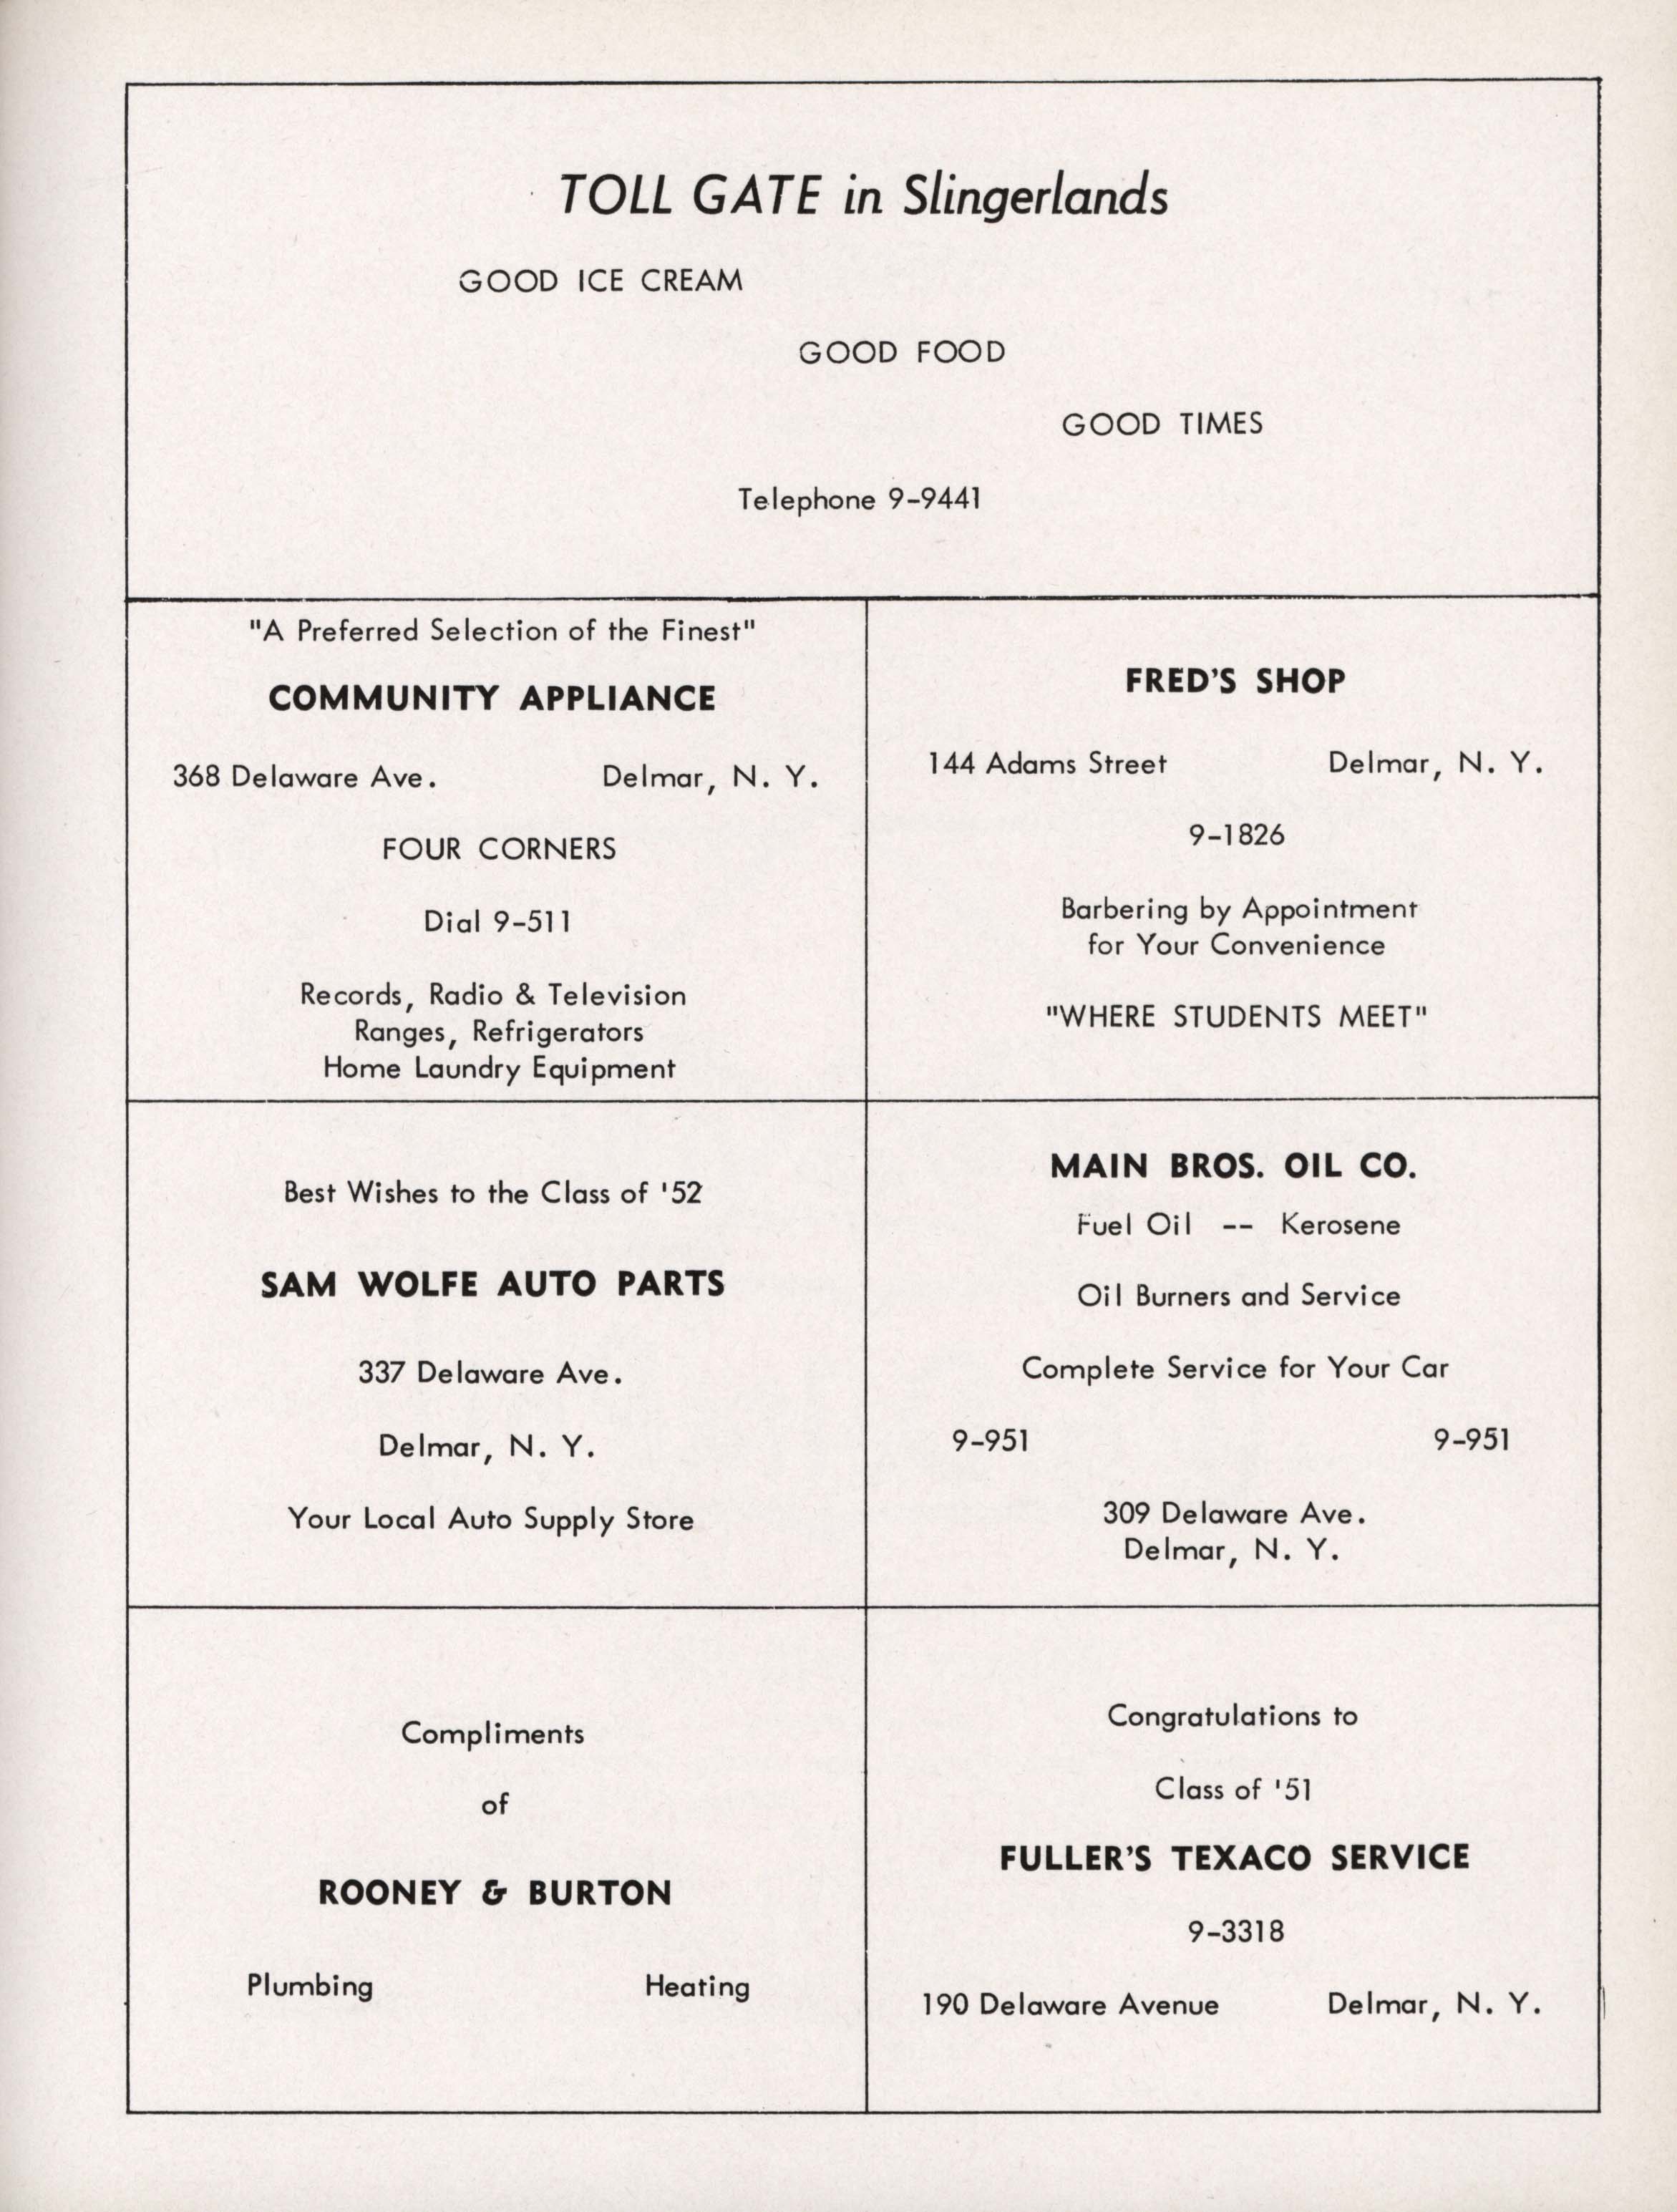 TOLL GATE in Slingerlands
GOOD ICE CREAM
GOOD FOOD
GOOD TIMES
Telephone 9-9441
"A Preferred Selection of the Finest"
COMMUNITY APPLIANCE
368 Delaware Ave. Delmar, N. Y.
FOUR CORNERS
Dial 9-511
Records, Radio & Television
Ranges, Refrigerators
Home Laundry Equipment
FRED'S SHOP
144 Adams Street Delmar, N. Y.
9-1826
Barbering by Appointment
for Your Convenience
"WHERE STUDENTS MEET"
Best Wishes to the Class of '52
SAM WOLFE AUTO PARTS
337 Delaware Ave.
Delmar, N. Y.
Your Local Auto Supply Store
MAIN BROS. OIL CO.
Fuel Oil -- Kerosene
Oil Burners and Service
Complete Service for Your Car
9-951 9-951
309 Delaware Ave.
Delmar, N. Y.
Compliments
of
ROONEY & BURTON
Plumbing Heating
Congratulations to
Class of '51
FULLER'S TEXACO SERVICE
9-3318
190 Delaware Avenue Delmar, N. Y.